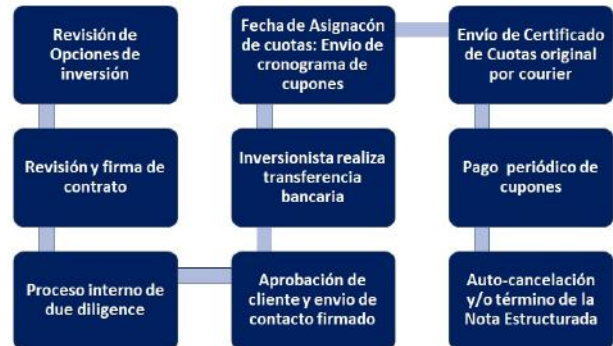 Revisión de
Opciones de
inversión
Revisión y firma de
contrato
Proceso interno de
due diligence
Aprobación de
cliente y envio de
contacto firmado
Inversionista realiza
transferencia
bancaria
Fecha de Asignacón
de cuotas: Envio de
cronograma de
cupones
Envío de Certificado
de Cuotas original
por courier
Pago periódico de
cupones
Auto-cancelación
y/o término de la
Nota Estructurada